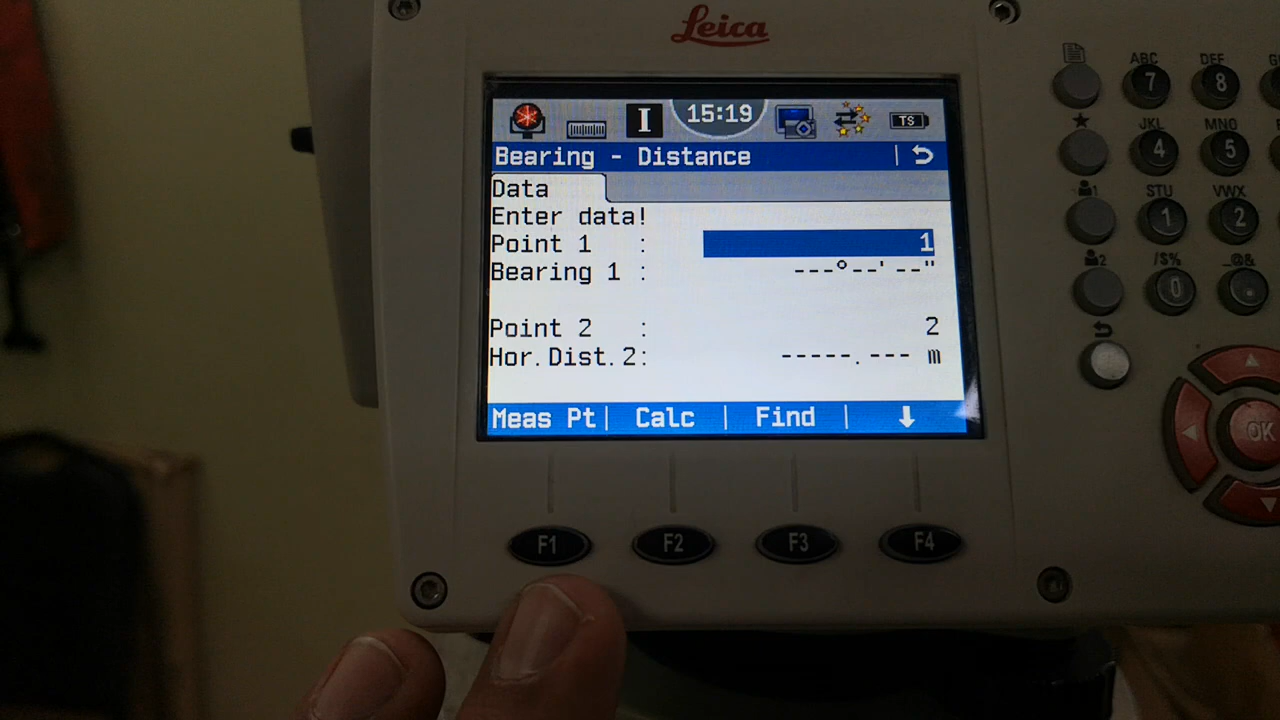 Leica
I 15:19 TS
Bearing - Distance
Data
Enter data!
Point 1 : 1
Bearing 1 : ---°--'--"
Point 2 : 2
Hor.Dist.2: -----.--- m
Meas Pt| Calc | Find |
F1 F2 F3 F4
ABC DEF
7 8
JKL MNO
4 5
1 STU VWX
1 2
2 /$% _@&
0 .
OK